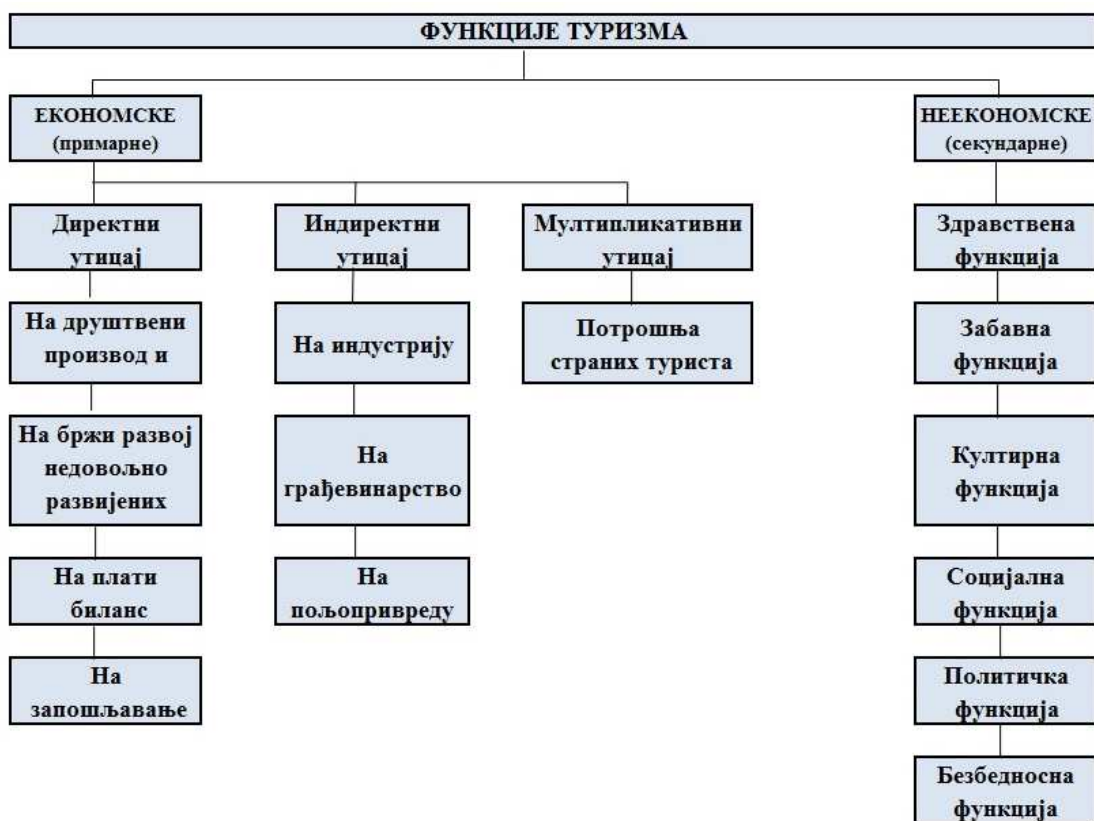 ФУНКЦИЈЕ ТУРИЗМА
ЕКОНОМСКЕ
(примарне)
НЕЕКОНОМСКЕ
(секундарне)
Директни
утицај
Индиректни
утицај
Мултипликативни
утицај
Здравствена
функција
На друштвени
производ и
На индустрију
Потрошња
страних туриста
Забавна
функција
На бржи развој
недовољно
развијених
На
грађевинарство
Култирна
функција
На плати
биланс
На
пољопривреду
Социјална
функција
На
запошљавање
Политичка
функција
Безбедносна
функција